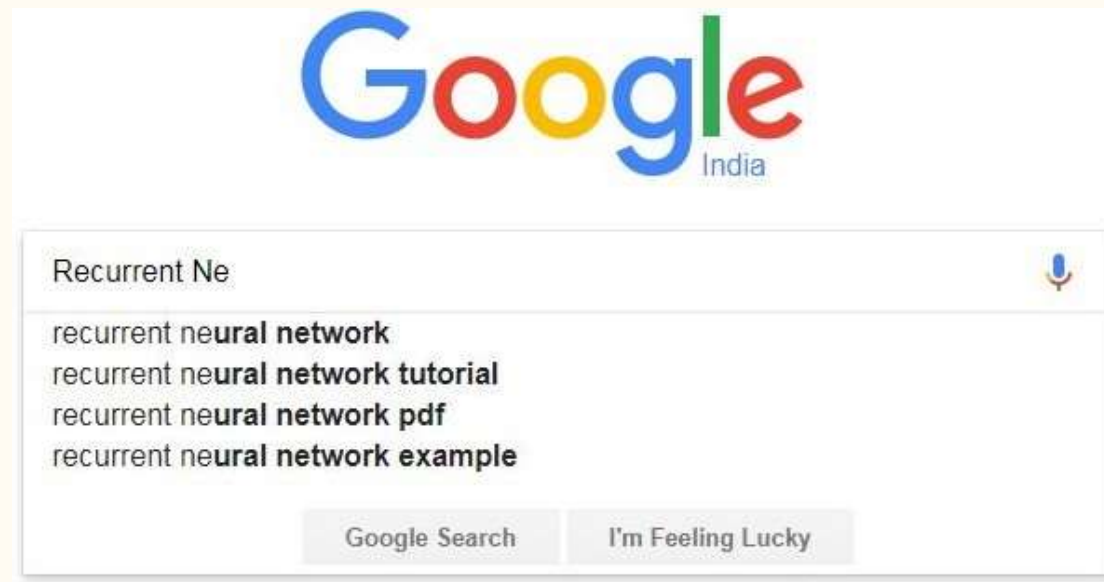 Google
India
Recurrent Ne
recurrent neural network
recurrent neural network tutorial
recurrent neural network pdf
recurrent neural network example
Google Search I'm Feeling Lucky